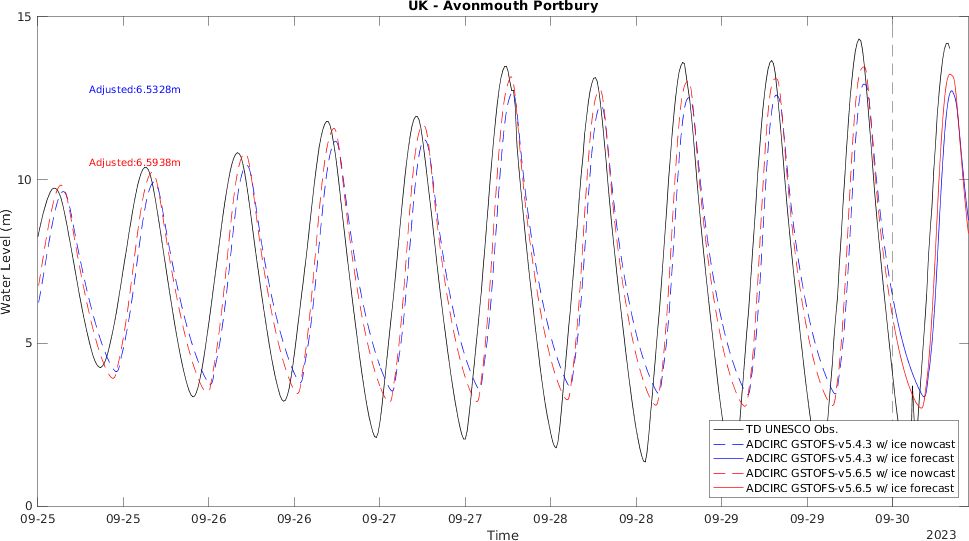 UK - Avonmouth Portbury
15
Adjusted:6.5328m
Adjusted:6.5938m
10
Water Level (m)
5
TD UNESCO Obs.
ADCIRC GSTOFS-v5.4.3 w/ ice nowcast
ADCIRC GSTOFS-v5.4.3 w/ ice forecast
ADCIRC GSTOFS-v5.6.5 w/ ice nowcast
ADCIRC GSTOFS-v5.6.5 w/ ice forecast
0
09-25 09-25 09-26 09-26 09-27 09-27 09-28 09-28 09-29 09-29 09-30
Time
2023